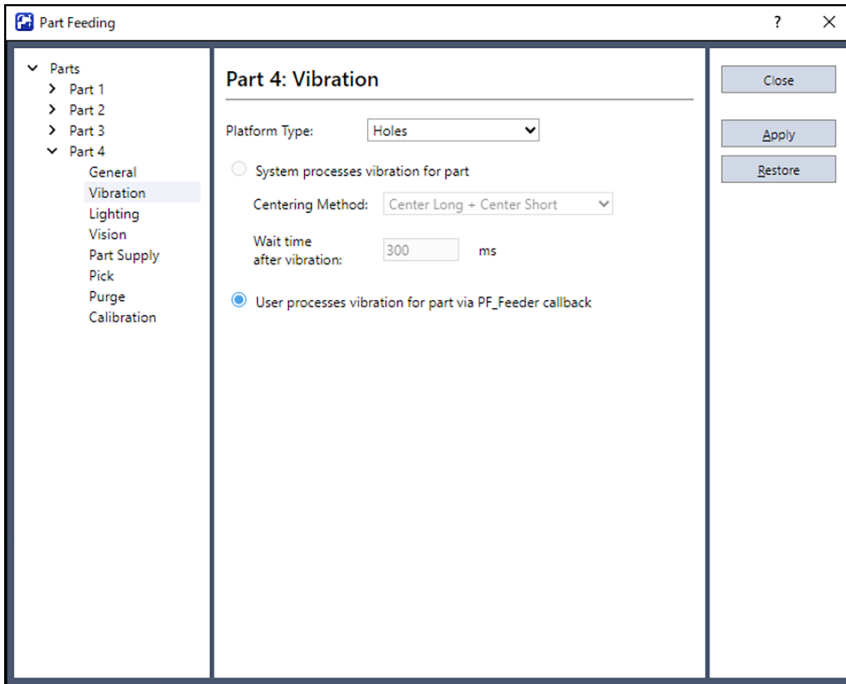 Part Feeding
?
Parts
Part 1
Part 2
Part 3
Part 4
General
Vibration
Lighting
Vision
Part Supply
Pick
Purge
Calibration
Part 4: Vibration
Platform Type: Holes
System processes vibration for part
Centering Method: Center Long + Center Short
Wait time
after vibration: 300 ms
User processes vibration for part via PF_Feeder callback
Close
Apply
Restore